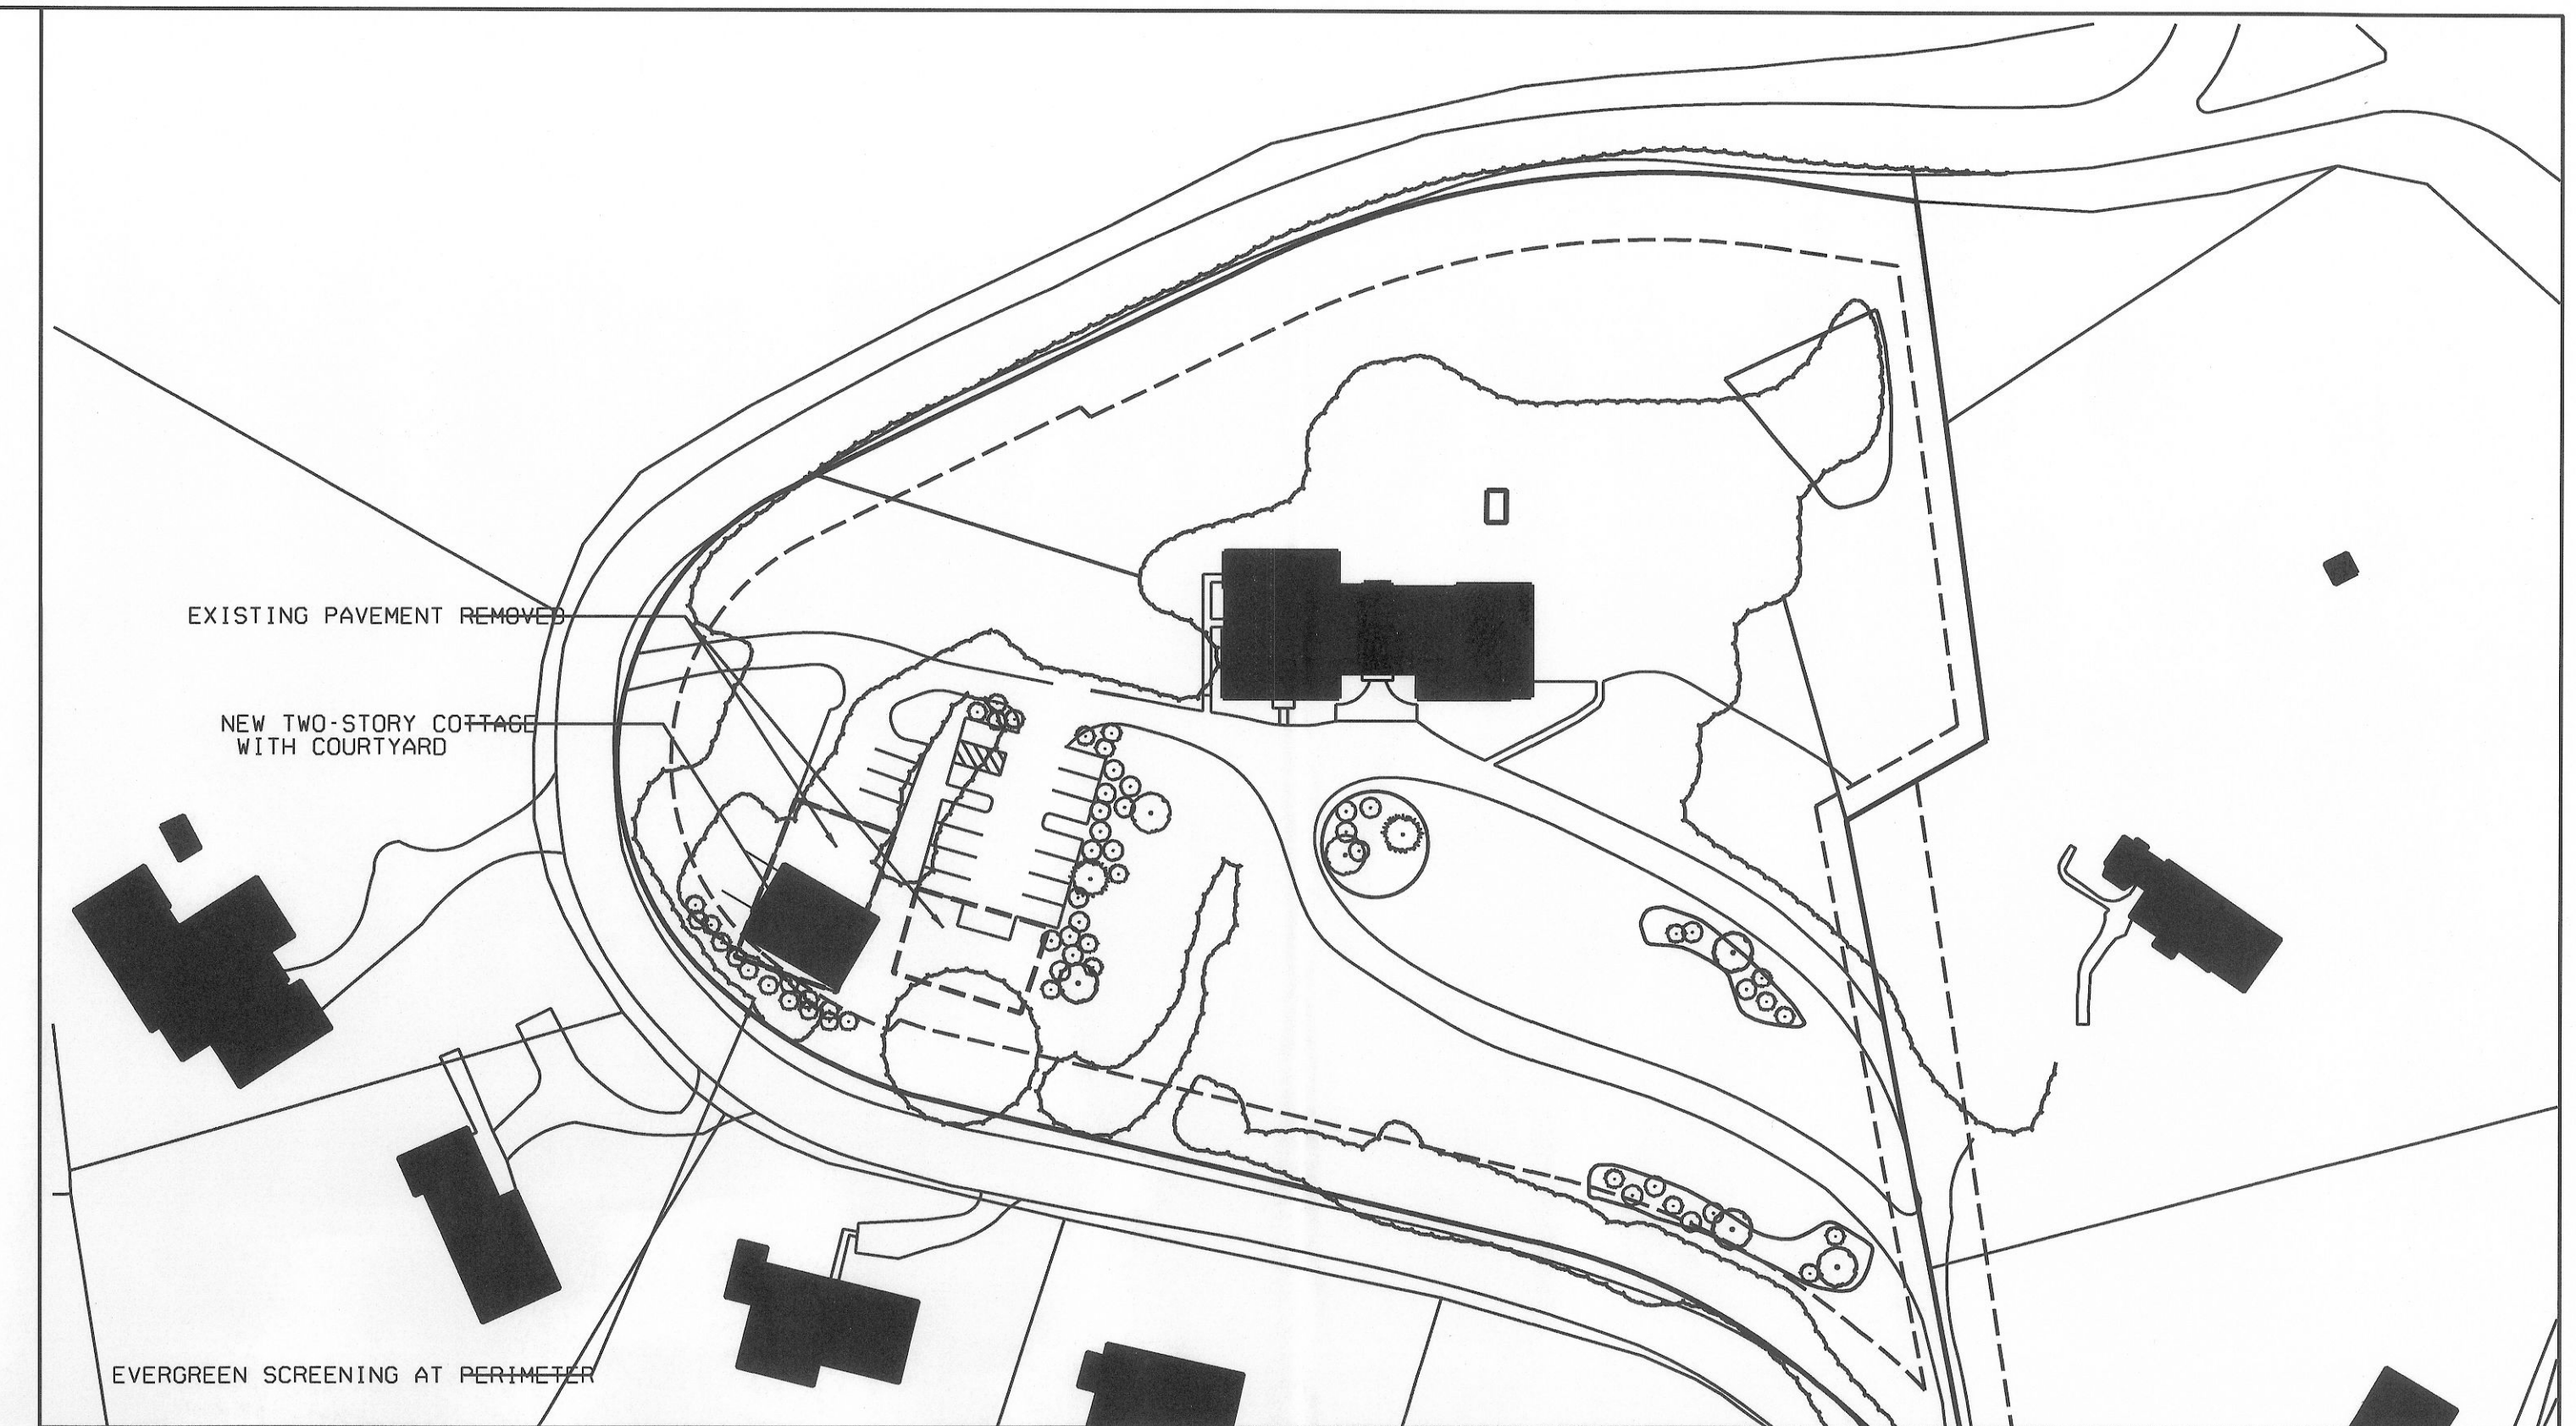 EXISTING PAVEMENT REMOVED
NEW TWO-STORY COTTAGE
WITH COURTYARD
EVERGREEN SCREENING AT PERIMETER